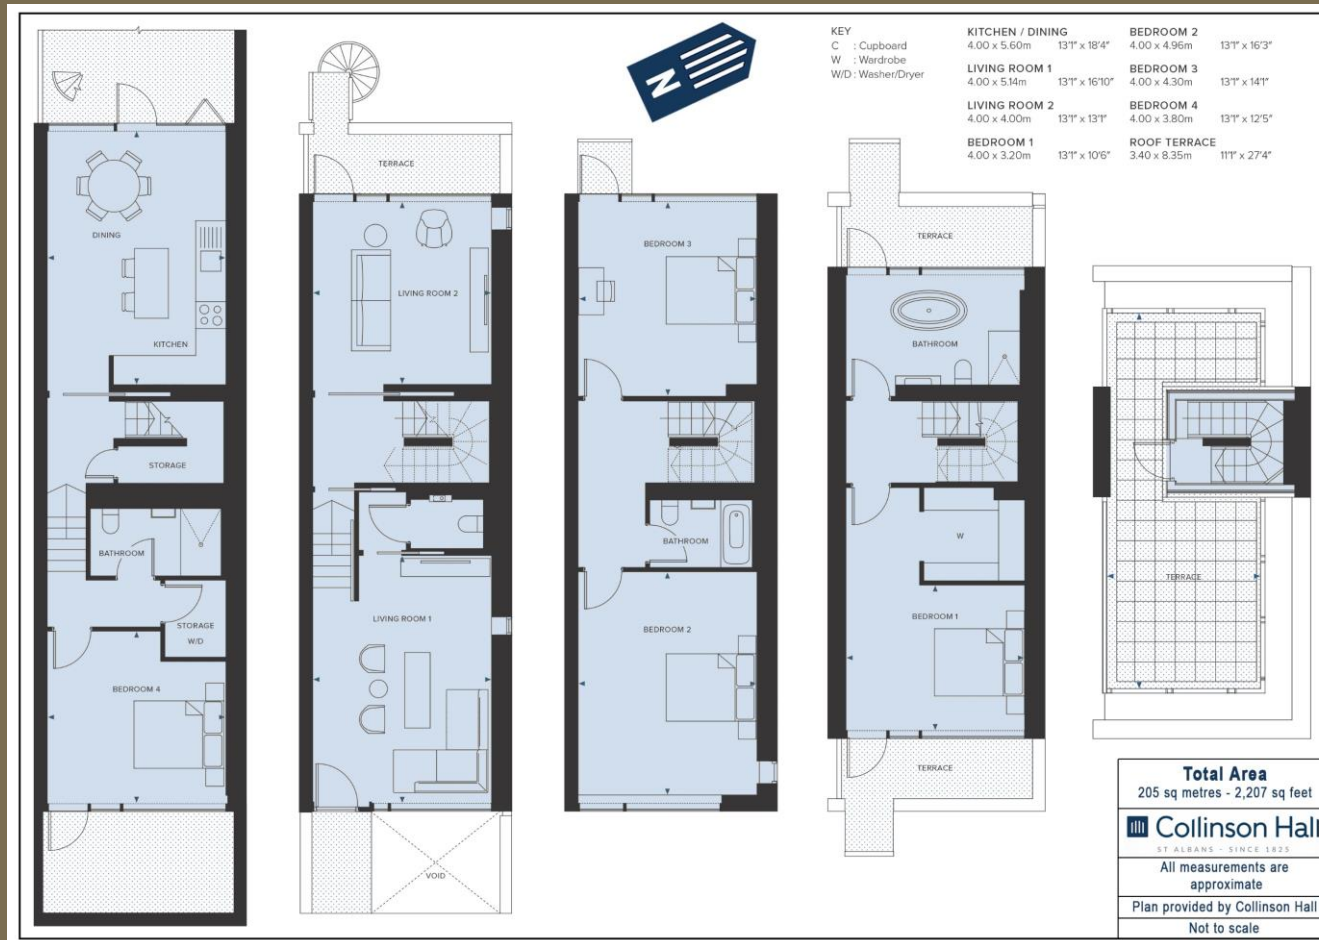 N
KEY
C : Cupboard
W : Wardrobe
W/D : Washer/Dryer
KITCHEN / DINING
4.00 x 5.60m 13'1" x 18'4"
LIVING ROOM 1
4.00 x 5.14m 13'1" x 16'10"
LIVING ROOM 2
4.00 x 4.00m 13'1" x 13'1"
BEDROOM 1
4.00 x 3.20m 13'1" x 10'6"
BEDROOM 2
4.00 x 4.96m 13'1" x 16'3"
BEDROOM 3
4.00 x 4.30m 13'1" x 14'1"
BEDROOM 4
4.00 x 3.80m 13'1" x 12'5"
ROOF TERRACE
3.40 x 8.35m 11'1" x 27'4"
DINING
KITCHEN
STORAGE
BATHROOM
STORAGE
W/D
BEDROOM 4
TERRACE
LIVING ROOM 2
LIVING ROOM 1
VOID
BEDROOM 3
BATHROOM
BEDROOM 2
TERRACE
BATHROOM
W
BEDROOM 1
TERRACE
TERRACE
Total Area
205 sq metres - 2,207 sq feet
Collinson Hall
ST ALBANS - SINCE 1825
All measurements are
approximate
Plan provided by Collinson Hall
Not to scale